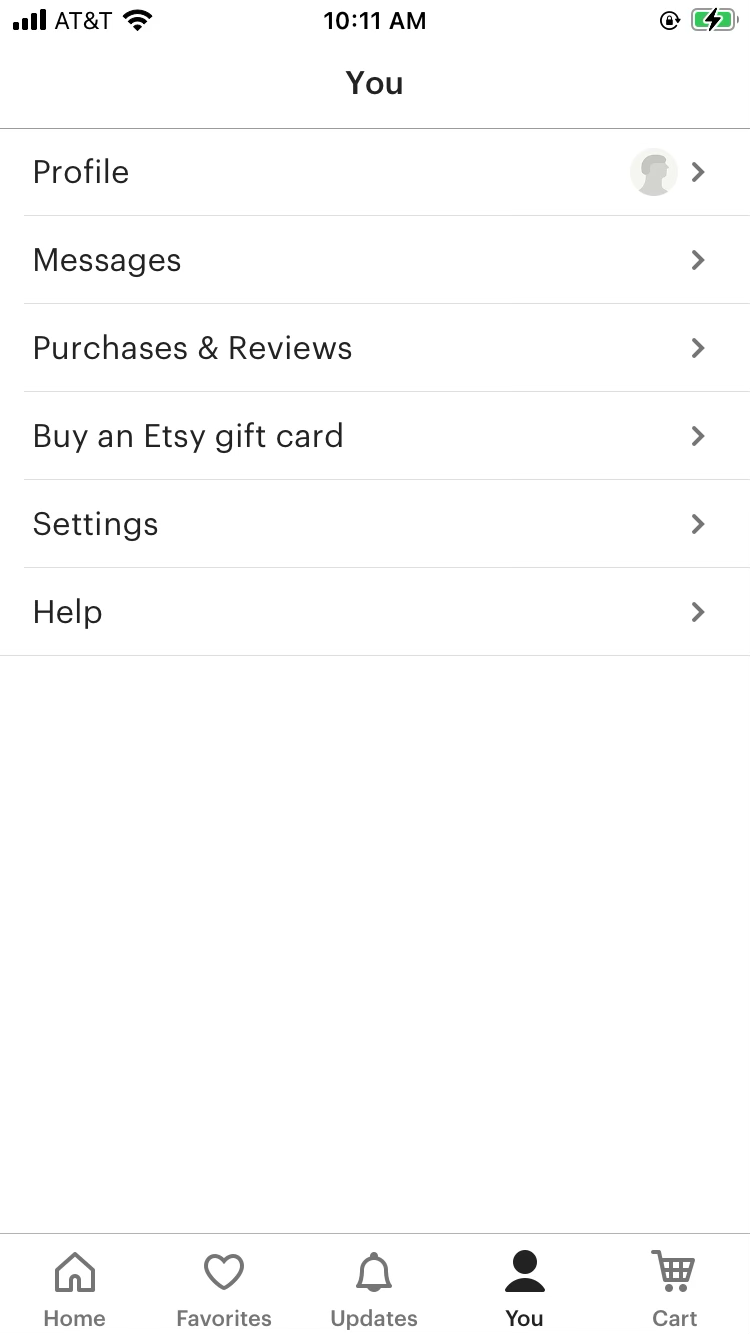 AT&T 10:11 AM
You
Profile
Messages
Purchases & Reviews
Buy an Etsy gift card
Settings
Help
Home Favorites Updates You Cart